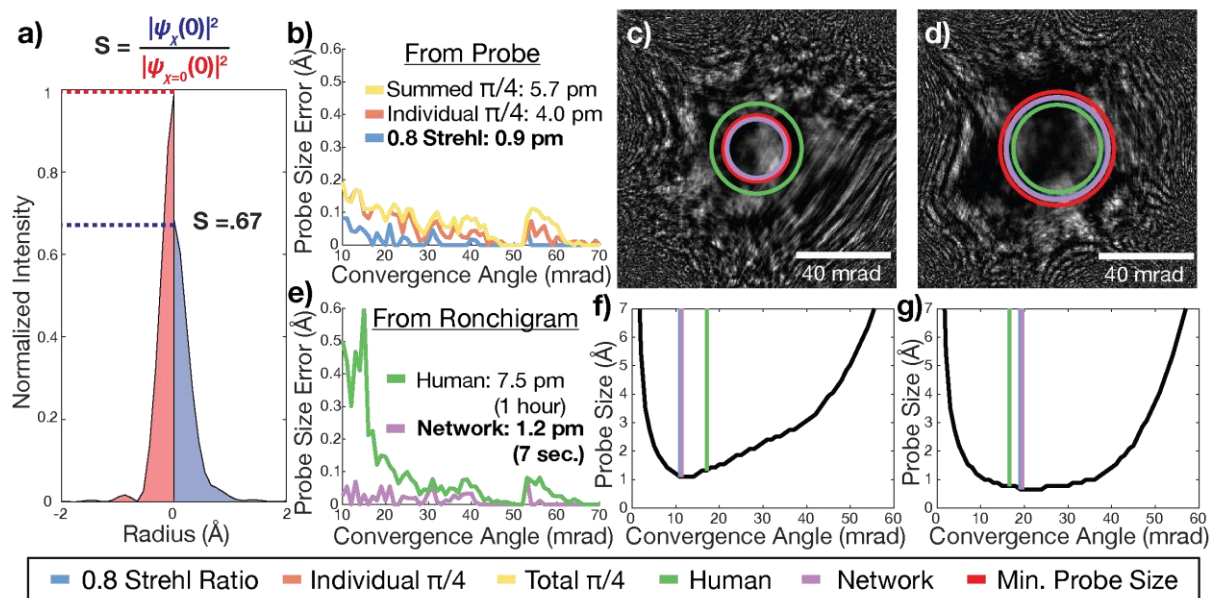 a)
S = |ψχ(0)|²
|ψχ=0(0)|²
1
0.8
0.6
0.4
0.2
0
Normalized Intensity
S =.67
-2
0
2
Radius (Å)
b)
From Probe
Summed π/4: 5.7 pm
Individual π/4: 4.0 pm
0.8 Strehl: 0.9 pm
0.6
0.5
0.4
0.3
0.2
0.1
0
Probe Size Error (Å)
10 20 30 40 50 60 70
Convergence Angle (mrad)
c)
40 mrad
d)
40 mrad
e)
From Ronchigram
Human: 7.5 pm
(1 hour)
Network: 1.2 pm
(7 sec.)
0.6
0.5
0.4
0.3
0.2
0.1
0
Probe Size Error (Å)
10 20 30 40 50 60 70
Convergence Angle (mrad)
f)
7
6
5
4
3
2
1
0
Probe Size (Å)
0 10 20 30 40 50 60
Convergence Angle (mrad)
g)
7
6
5
4
3
2
1
0
Probe Size (Å)
0 10 20 30 40 50 60
Convergence Angle (mrad)
0.8 Strehl Ratio Individual π/4 Total π/4 Human Network Min. Probe Size